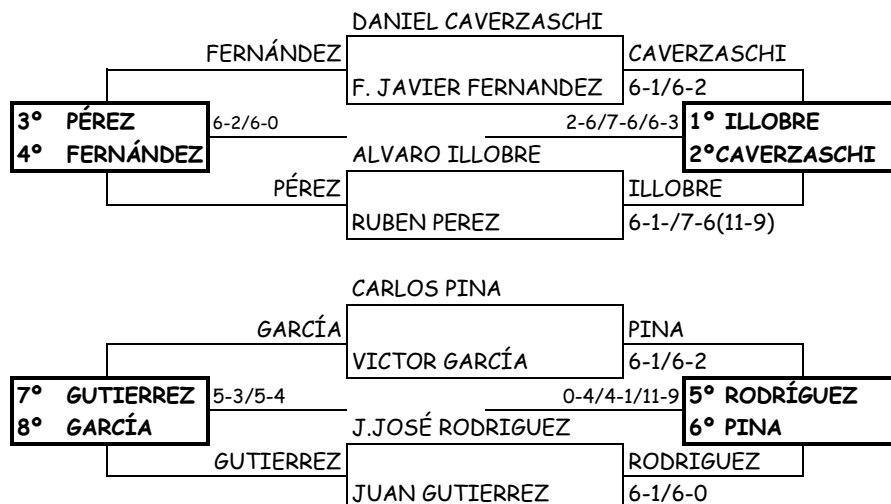 DANIEL CAVERZASCHI
FERNÁNDEZ CAVERZASCHI
F. JAVIER FERNANDEZ 6-1/6-2
3º PÉREZ 6-2/6-0 2-6/7-6/6-3 1º ILLOBRE
4º FERNÁNDEZ ALVARO ILLOBRE 2ºCAVERZASCHI
PÉREZ ILLOBRE
RUBEN PEREZ 6-1-/7-6(11-9)
CARLOS PINA
GARCÍA PINA
VICTOR GARCÍA 6-1/6-2
7º GUTIERREZ 5-3/5-4 0-4/4-1/11-9 5º RODRÍGUEZ
8º GARCÍA J.JOSÉ RODRIGUEZ 6º PINA
GUTIERREZ RODRIGUEZ
JUAN GUTIERREZ 6-1/6-0